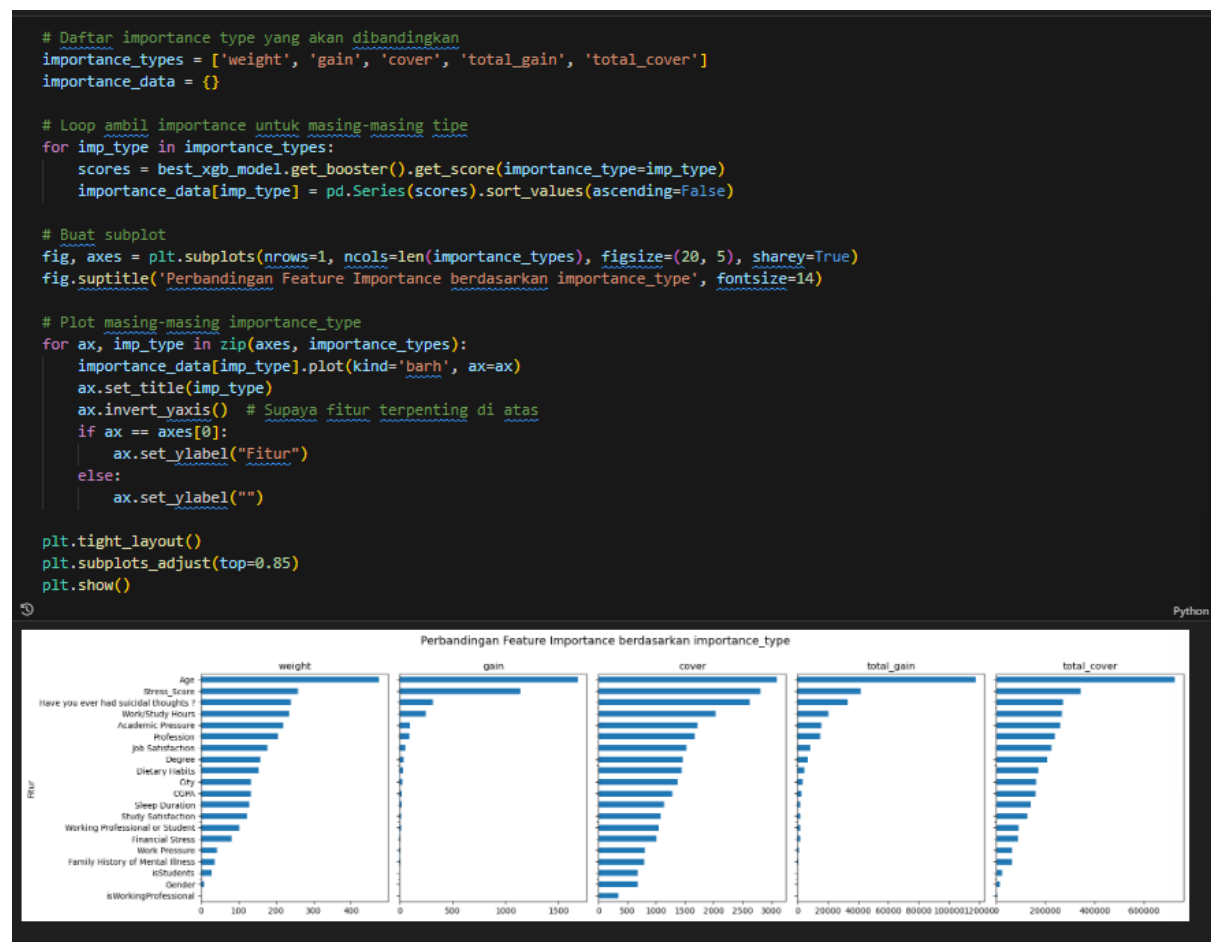 # Daftar importance type yang akan dibandingkan
importance_types = ['weight', 'gain', 'cover', 'total_gain', 'total_cover']
importance_data = {}
# Loop ambil importance untuk masing-masing tipe
for imp_type in importance_types:
scores = best_xgb_model.get_booster().get_score(importance_type=imp_type)
importance_data[imp_type] = pd.Series(scores).sort_values(ascending=False)
# Buat subplot
fig, axes = plt.subplots(nrows=1, ncols=len(importance_types), figsize=(20, 5), sharey=True)
fig.suptitle('Perbandingan Feature Importance berdasarkan importance_type', fontsize=14)
# Plot masing-masing importance_type
for ax, imp_type in zip(axes, importance_types):
importance_data[imp_type].plot(kind='barh', ax=ax)
ax.set_title(imp_type)
ax.invert_yaxis()  # Supaya fitur terpenting di atas
if ax == axes[0]:
ax.set_ylabel("Fitur")
else:
ax.set_ylabel("")
plt.tight_layout()
plt.subplots_adjust(top=0.85)
plt.show()
Python
Perbandingan Feature Importance berdasarkan importance_type
weight gain cover total_gain total_cover
Age
Stress_Score
Have you ever had suicidal thoughts ?
Work/Study Hours
Academic Pressure
Profession
Job Satisfaction
Degree
Dietary Habits
City
CGPA
Sleep Duration
Study Satisfaction
Working Professional or Student
Financial Stress
Work Pressure
Family History of Mental Illness
isStudents
Gender
isWorkingProfessional
Fitur
0 100 200 300 400 0 500 1000 1500 0 500 1000 1500 2000 2500 3000 0 20000 40000 60000 80000 100000 120000 0 200000 400000 600000